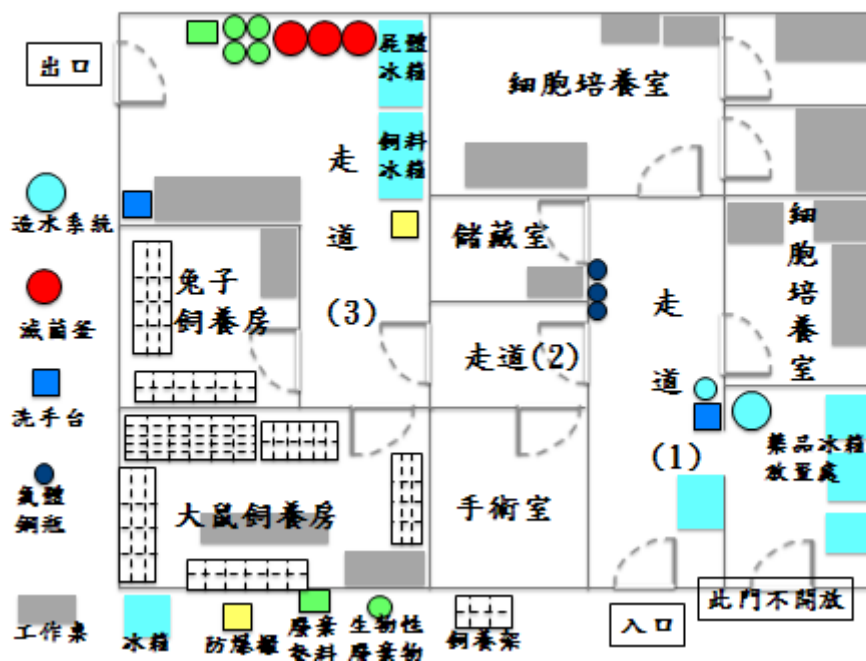 出口
屍體
冰箱
細胞培養室
飼料
冰箱
走
道
(3)
造水系統
儲藏室
細
胞
培
養
室
兔子
飼養房
走
道
(1)
滅菌釜
走道(2)
洗手台
藥品冰箱
放置處
大鼠飼養房
手術室
氣體
鋼瓶
此門不開放
工作桌
冰箱
防爆櫃
廢棄
墊料
生物性
廢棄物
飼養架
入口